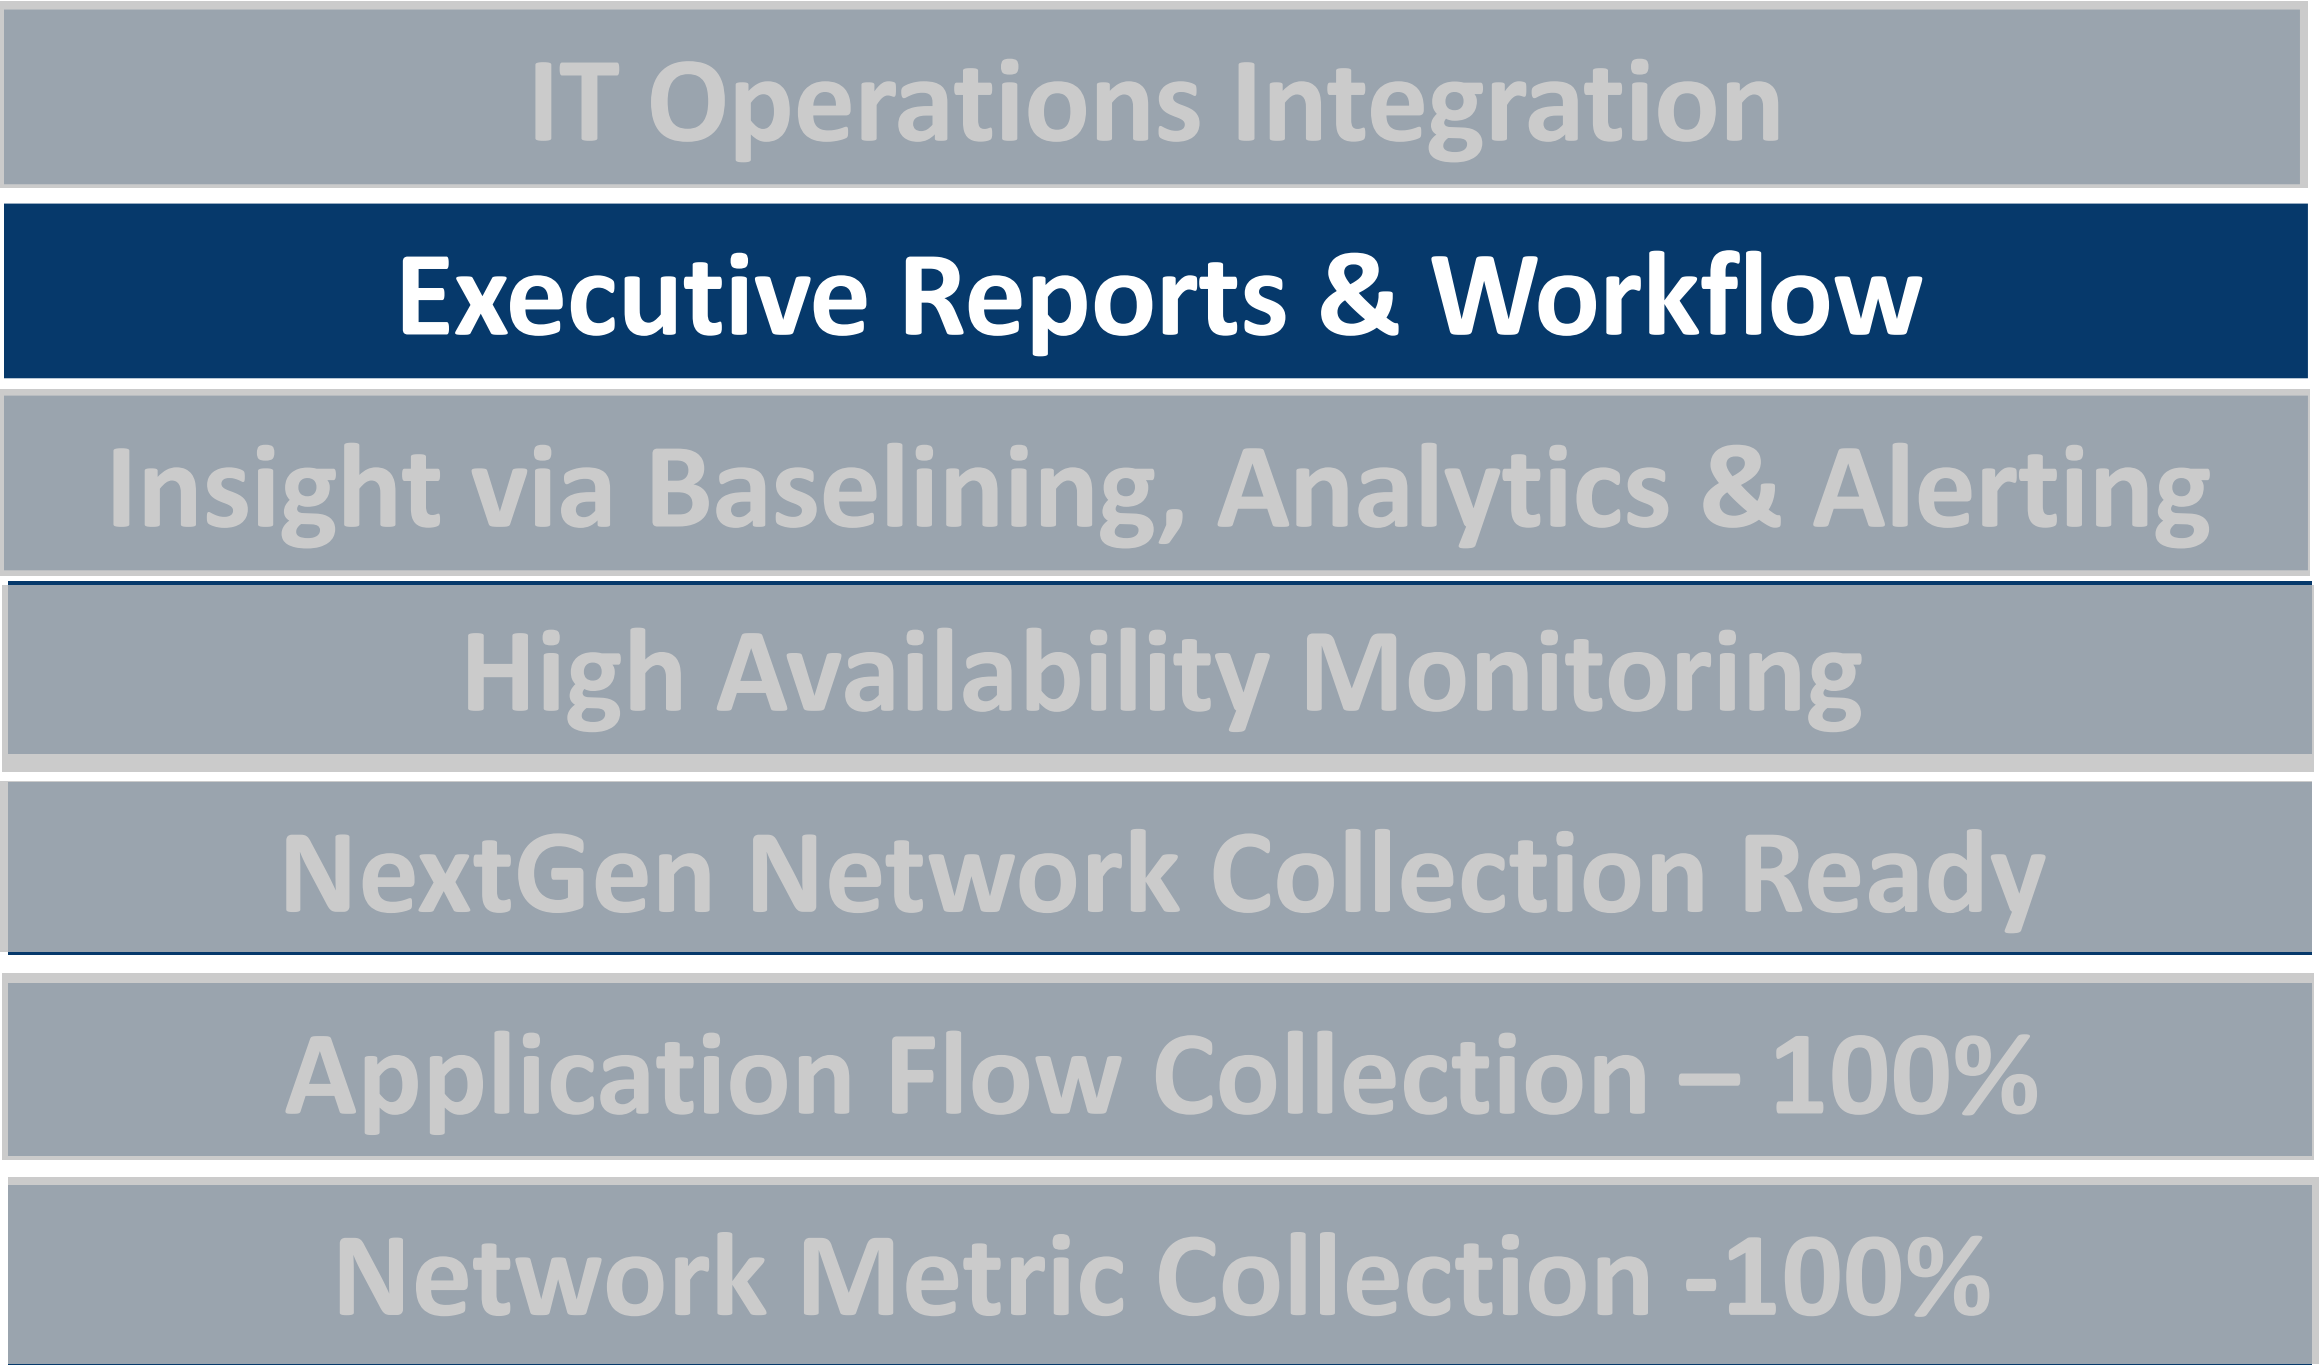 IT Operations Integration
Executive Reports & Workflow
Insight via Baselining, Analytics & Alerting
High Availability Monitoring
NextGen Network Collection Ready
Application Flow Collection – 100%
Network Metric Collection -100%